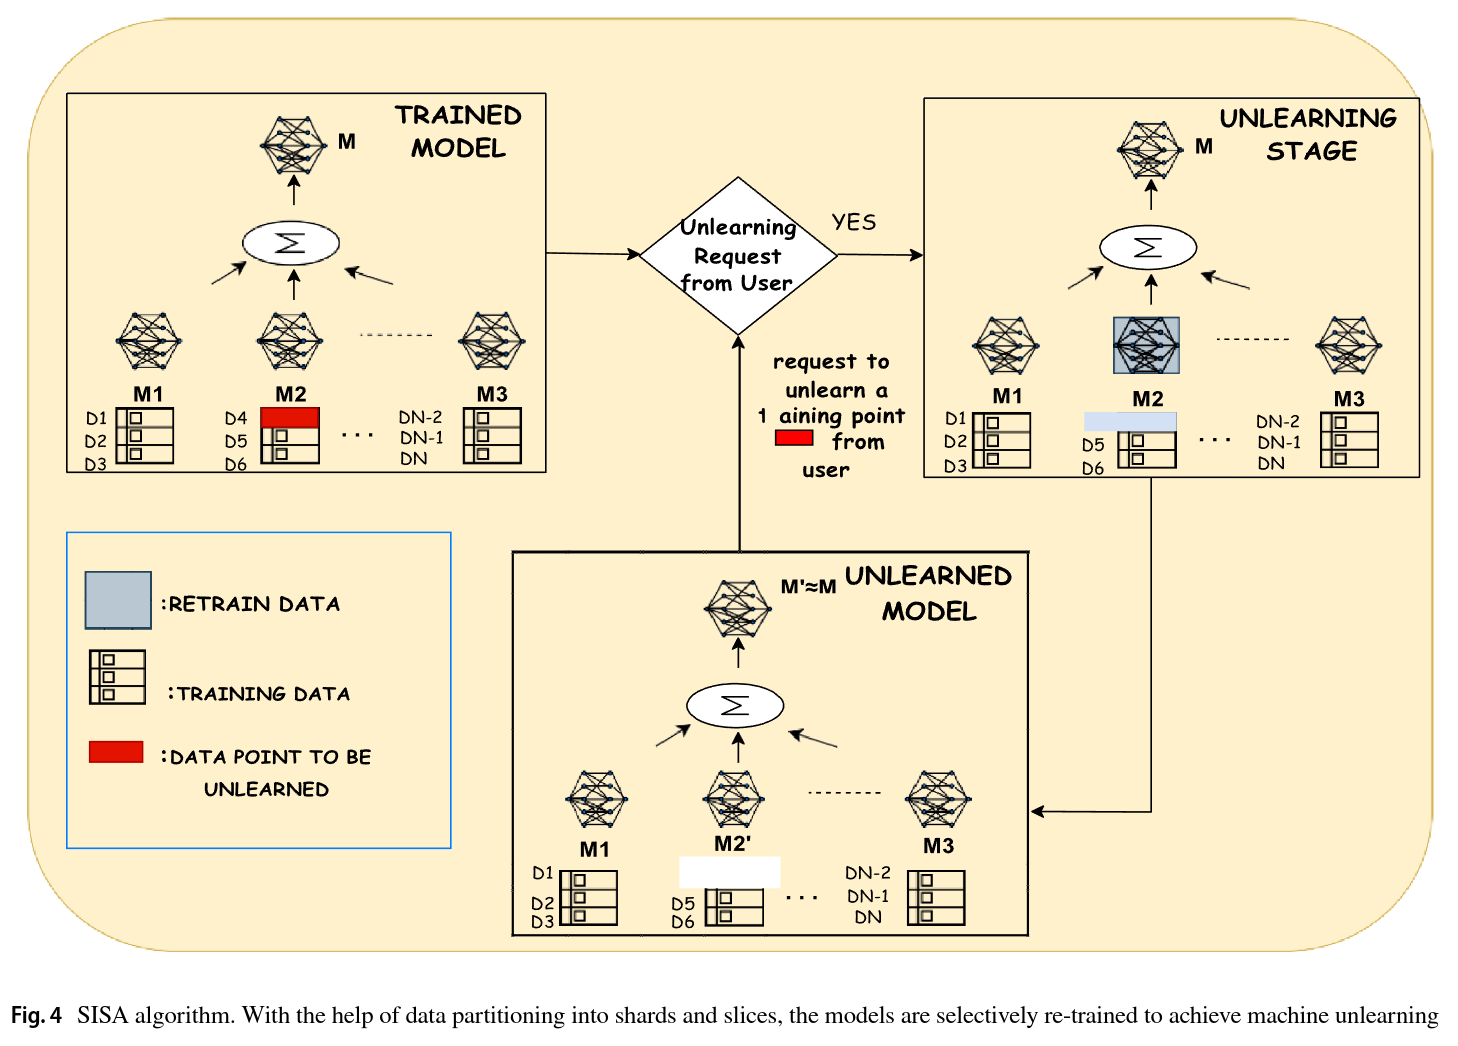 TRAINED
MODEL
M
Σ
M1
M2
M3
D1
D2
D3
D4
D5
D6
...
DN-2
DN-1
DN
Unlearning
Request
from User
YES
request to
unlearn a
aining point
from
user
UNLEARNING
STAGE
M
Σ
M1
M2
M3
D1
D2
D3
D5
D6
...
DN-2
DN-1
DN
:RETRAIN DATA
:TRAINING DATA
:DATA POINT TO BE
UNLEARNED
UNLEARNED
MODEL
M'≈M
Σ
M1
M2'
M3
D1
D2
D3
D5
D6
...
DN-2
DN-1
DN
Fig. 4 SISA algorithm. With the help of data partitioning into shards and slices, the models are selectively re-trained to achieve machine unlearning